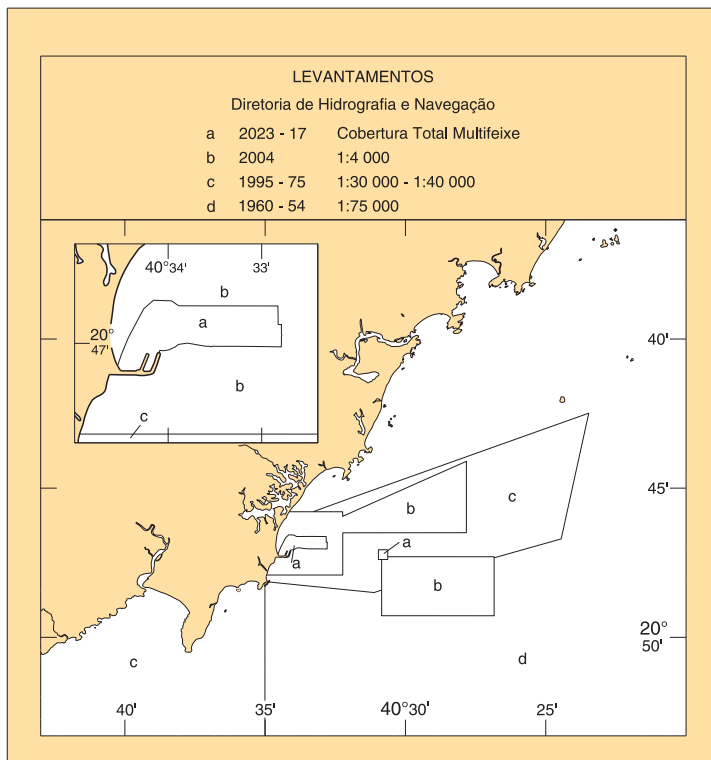 LEVANTAMENTOS
Diretoria de Hidrografia e Navegação
a 2023 - 17 Cobertura Total Multifeixe
b 2004 1:4 000
c 1995 - 75 1:30 000 - 1:40 000
d 1960 - 54 1:75 000
40° 34' 33'
b
a
20°
47'
b
c
40'
45'
b
c
a
a
b
20°
50'
c
d
40' 35' 40°30' 25'